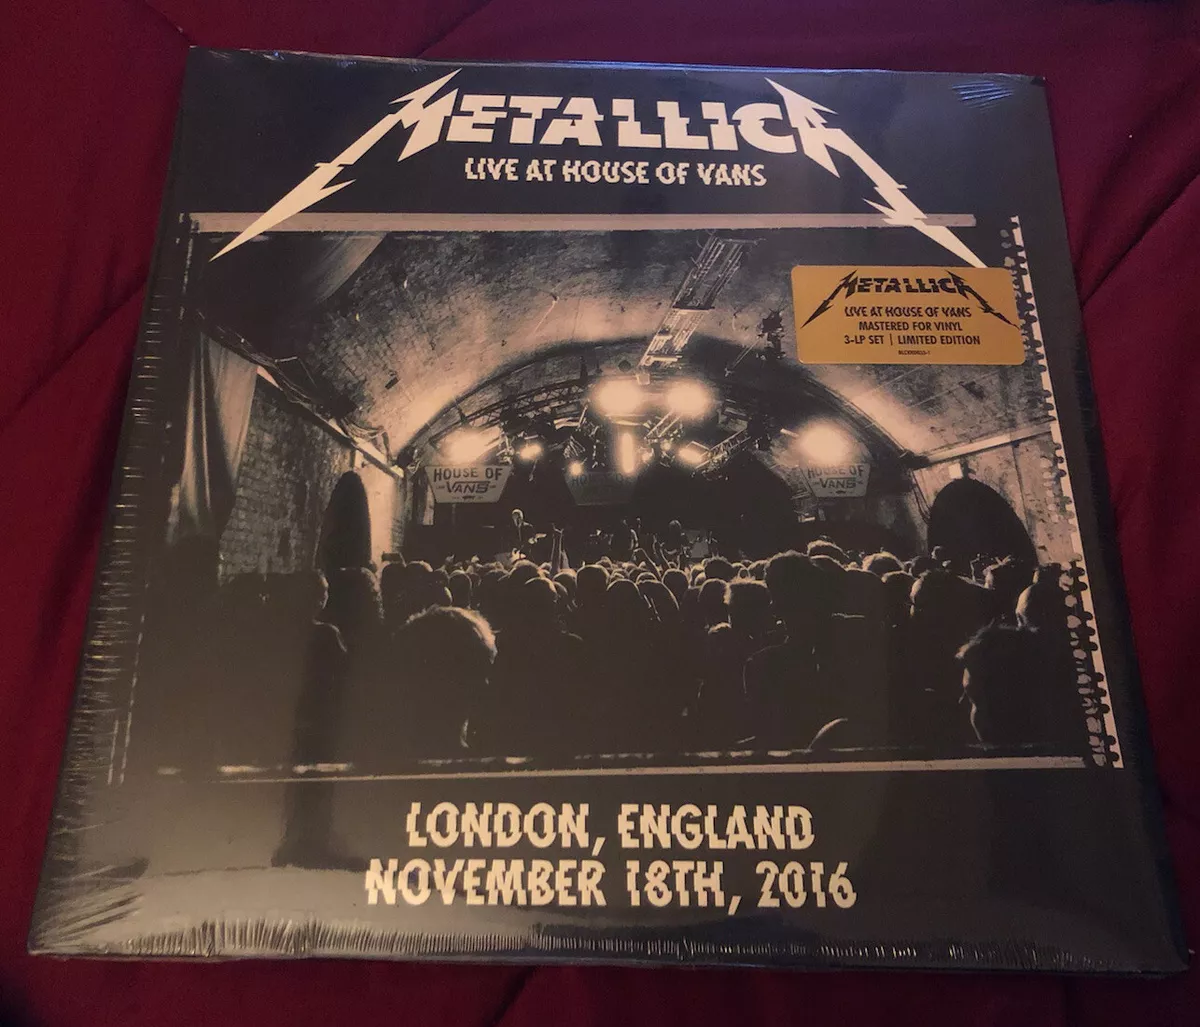 METALLICA
LIVE AT HOUSE OF VANS
METALLICA
LIVE AT HOUSE OF VANS
MASTERED FOR VINYL
3-LP SET | LIMITED EDITION
HOUSE OF
VANS
HOUSE OF
VANS
LONDON, ENGLAND
NOVEMBER 18TH, 2016